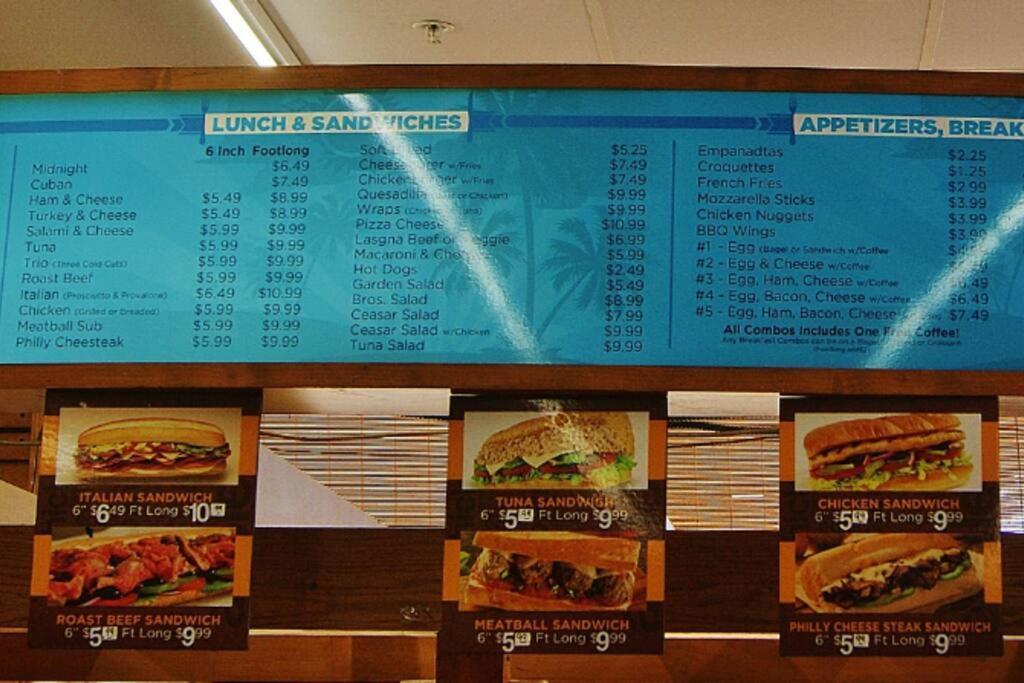 LUNCH & SANDWICHES
6 Inch Footlong
Midnight $6.49
Cuban $7.49
Ham & Cheese $5.49 $8.99
Turkey & Cheese $5.49 $8.99
Salami & Cheese $5.99 $9.99
Tuna $5.99 $9.99
Trio (Three Cold Cuts) $5.99 $9.99
Roast Beef $5.99 $9.99
Italian (Prosciutto & Provalone) $6.49 $10.99
Chicken (Grilled or Breaded) $5.99 $9.99
Meatball Sub $5.99 $9.99
Philly Cheesteak $5.99 $9.99
$5.25
w/Fries $7.49
w/Fries $7.49
Quesadilla $9.99
Wraps $9.99
Pizza Cheese $10.99
Lasgna Beef or Veggie $6.99
Macaroni & $5.99
Hot Dogs $2.49
Garden Salad $5.49
Bros. Salad $8.99
Ceasar Salad $7.99
Ceasar Salad w/Chicken $9.99
Tuna Salad $9.99
APPETIZERS, BREAK
Empanadtas $2.25
Croquettes $1.25
French Fries $2.99
Mozzarella Sticks $3.99
Chicken Nuggets $3.99
BBQ Wings
#1 - Egg (Bagel or Sandwich w/Coffee
#2 - Egg & Cheese w/Coffee
#3 - Egg, Ham, Cheese w/Coffee
#4 - Egg, Bacon, Cheese w/Coffee $6.49
#5 - Egg, Ham, Bacon, Cheese $7.49
All Combos Includes One Free Coffee!
ITALIAN SANDWICH
6" $6 49 Ft Long $10
ROAST BEEF SANDWICH
6" $5 Ft Long $9 99
TUNA SANDWICH
6" $5 Ft Long $9 99
MEATBALL SANDWICH
6" $5 Ft Long $9 99
CHICKEN SANDWICH
6" $5 Ft Long $9 99
PHILLY CHEESE STEAK SANDWICH
6" $5 Ft Long $9 99